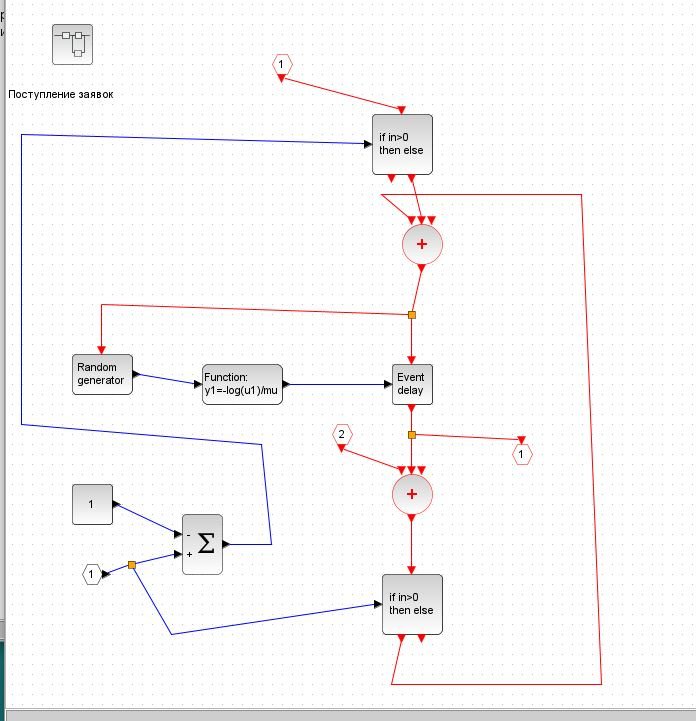 1
Поступление заявок
if in>0
then else
+
Random
generator
Function:
y1=-log(u1)/mu
Event
delay
2
1
+
1
-
Σ
+
1
if in>0
then else